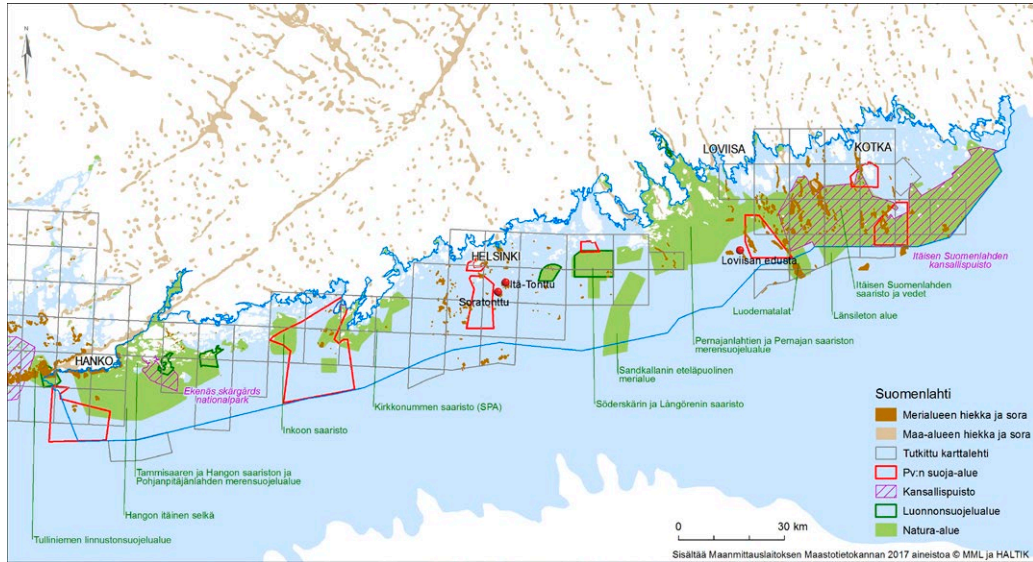 N
LOVIISA
KOTKA
HELSINKI
Itä-Tonttu
Soratonttu
Loviisan edusta
Itäisen Suomenlahden
kansallispuisto
Itäisen Suomenlahden
saaristo ja vedet
Luodematalat
Länsileton alue
Pernajanlahtien ja Pernajan saariston
merensuojelualue
Sandkallanin eteläpuolinen
merialue
Söderskärin ja Långörenin saaristo
HANKO
Ekenäs skärgårds
nationalpark
Kirkkonummen saaristo (SPA)
Inkoon saaristo
Tammisaaren ja Hangon saariston ja
Pohjanpitäjänlahden merensuojelualue
Hangon itäinen selkä
Tulliniemen linnustonsuojelualue
Suomenlahti
Merialueen hiekka ja sora
Maa-alueen hiekka ja sora
Tutkittu karttalehti
Pv:n suoja-alue
Kansallispuisto
Luonnonsuojelualue
Natura-alue
0 30 km
Sisältää Maanmittauslaitoksen Maastotietokannan 2017 aineistoa © MML ja HALTIK